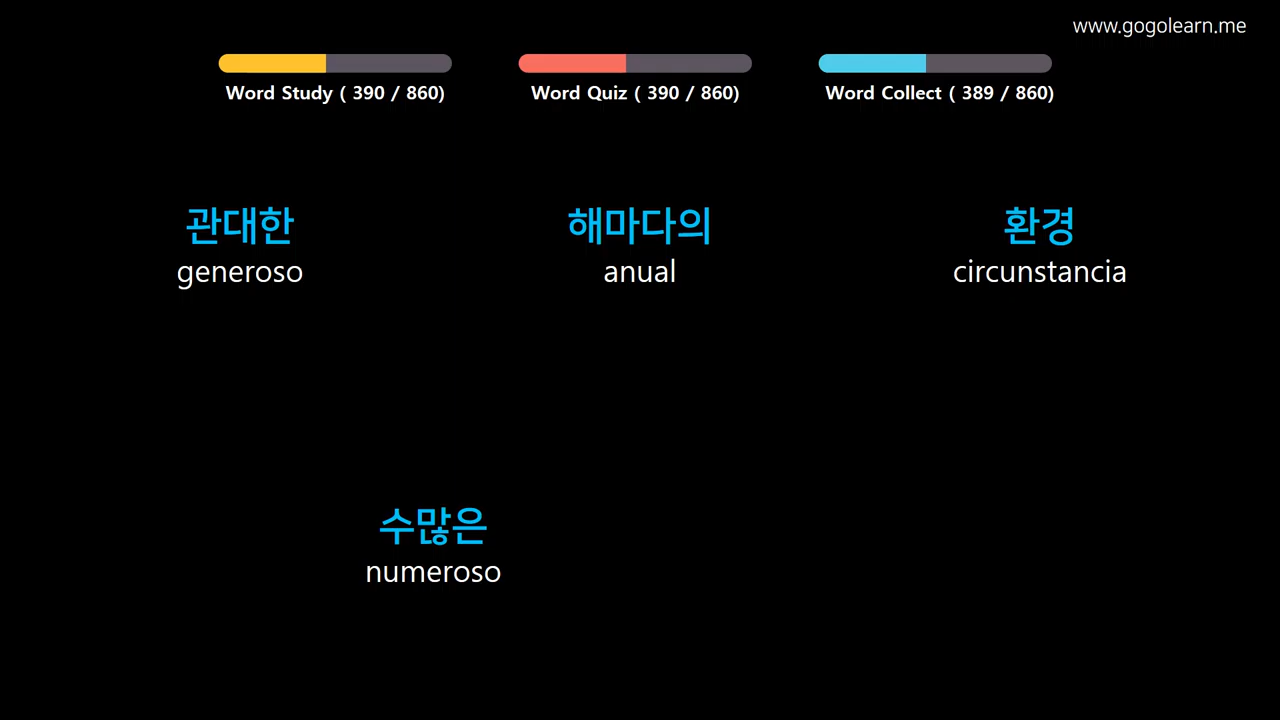 www.gogolearn.me
Word Study ( 390 / 860)
Word Quiz ( 390 / 860)
Word Collect ( 389 / 860)
관대한
generoso
해마다의
anual
환경
circunstancia
수많은
numeroso